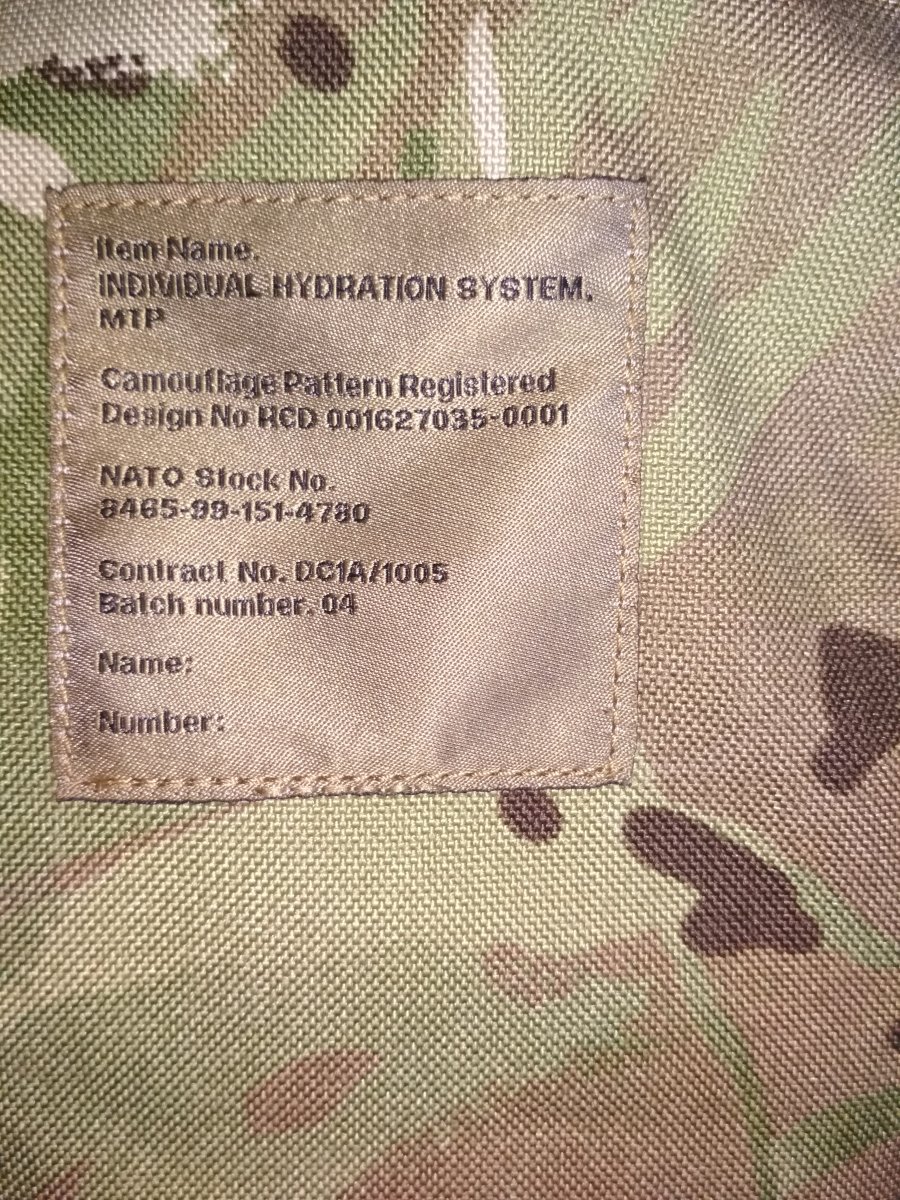 Item Name.
INDIVIDUAL HYDRATION SYSTEM,
MTP
Camouflage Pattern Registered
Design No RCD 001627035-0001
NATO Stock No.
8465-99-151-4780
Contract No. DC1A/1005
Batch number. 04
Name:
Number: